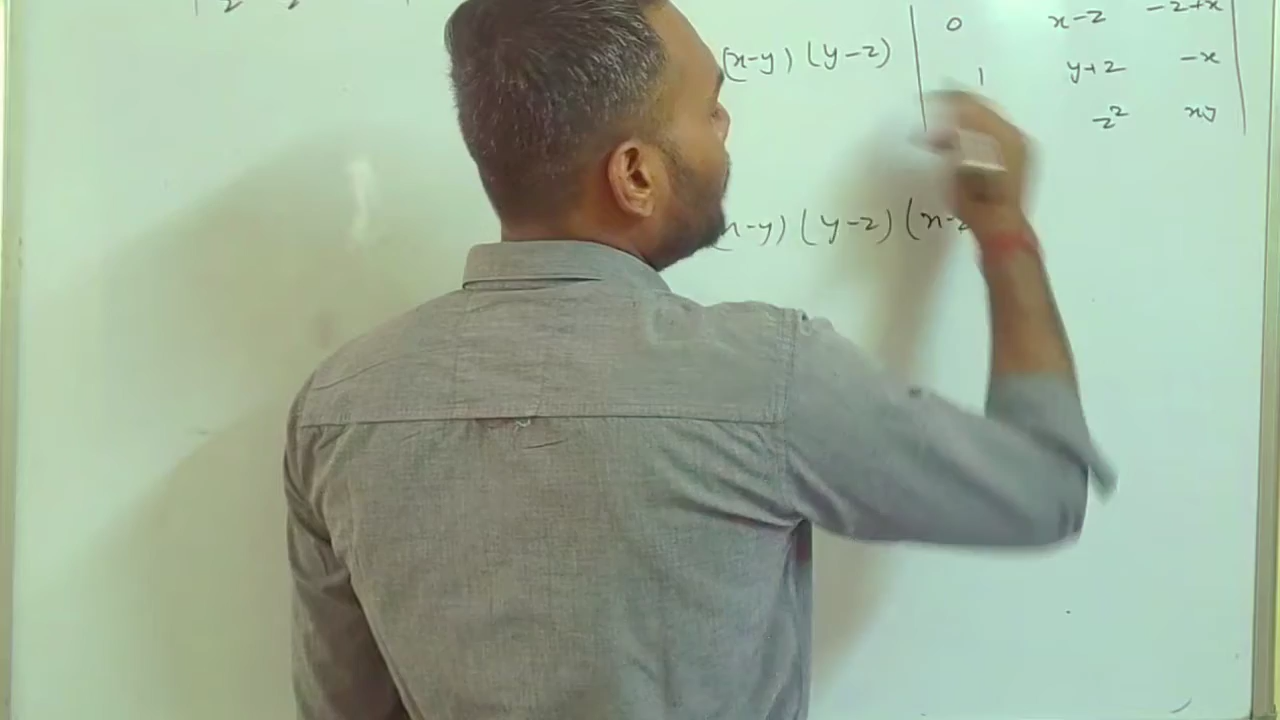 z z
0 x-z -z+x
(x-y) (y-z)
1 y+z -x
z² xy
x-y) (y-z) (x-z